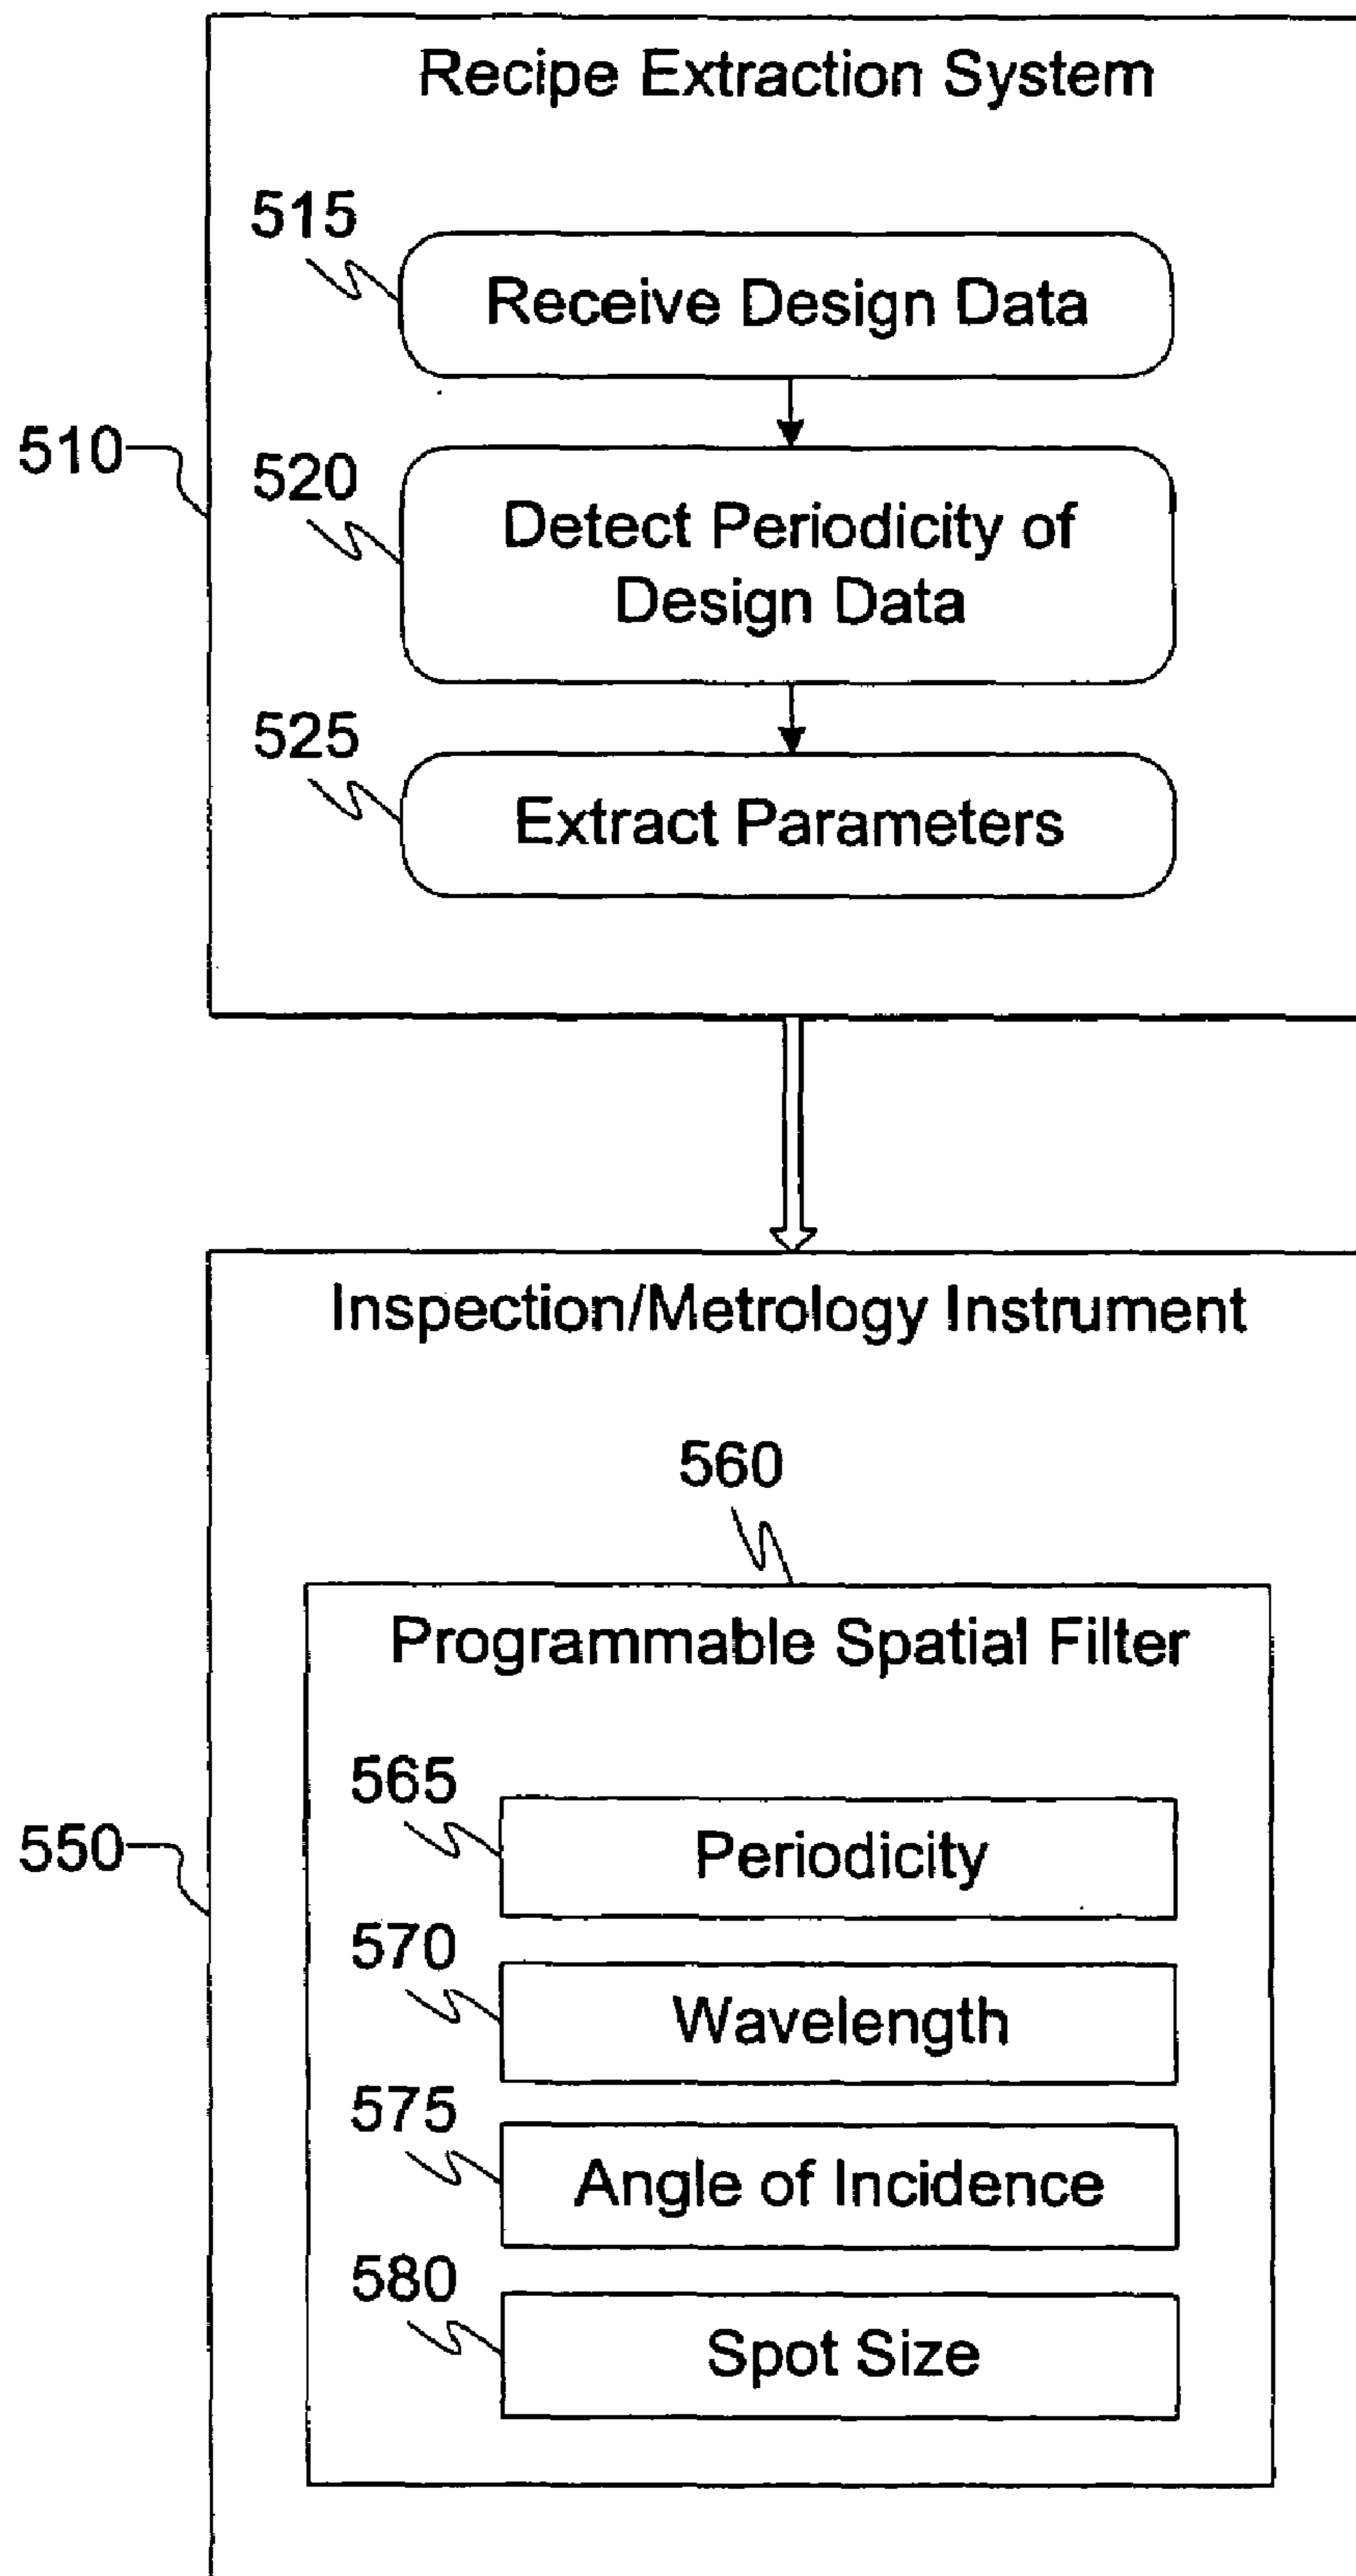 Recipe Extraction System
515
Receive Design Data
510
520
Detect Periodicity of
Design Data
525
Extract Parameters
Inspection/Metrology Instrument
560
Programmable Spatial Filter
565
Periodicity
550
570
Wavelength
575
Angle of Incidence
580
Spot Size